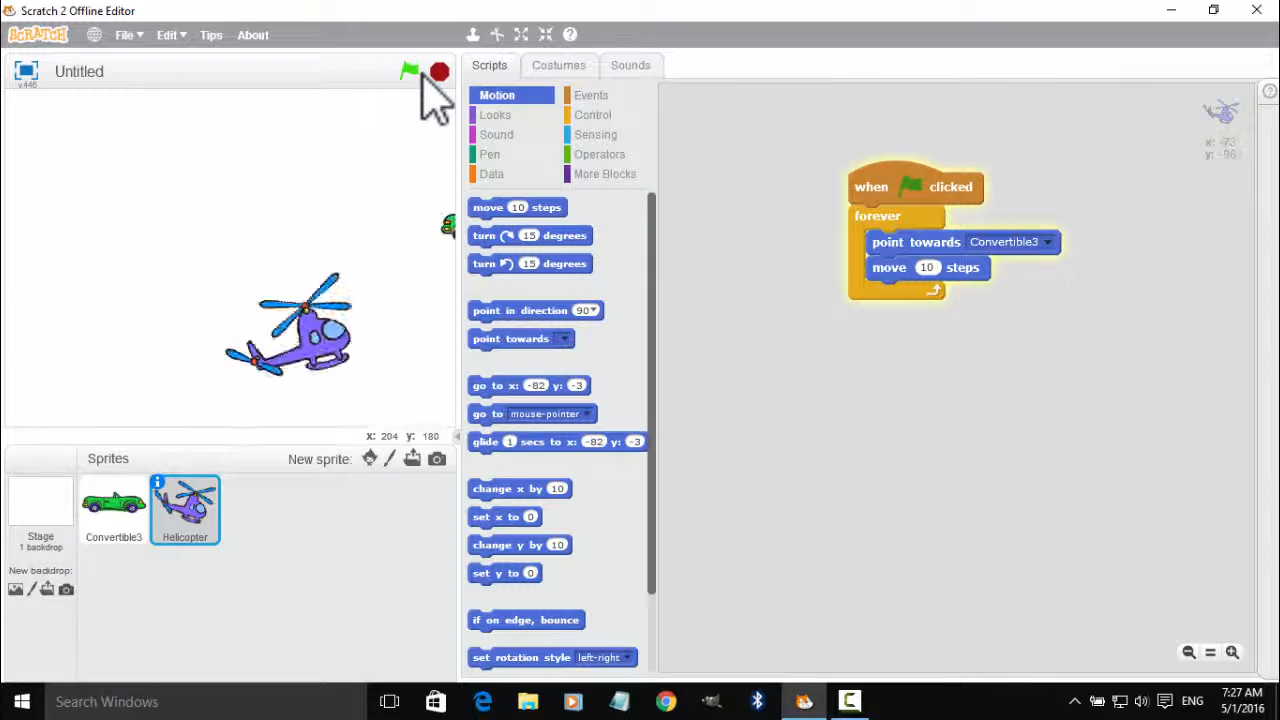 Scratch 2 Offline Editor
SCRATCH File Edit Tips About
Untitled
v446
Scripts Costumes Sounds
Motion Events
Looks Control
Sound Sensing
Pen Operators
Data More Blocks
move 10 steps
turn 15 degrees
turn 15 degrees
point in direction 90
point towards
go to x: -82 y: -3
go to mouse-pointer
glide 1 secs to x: -82 y: -3
change x by 10
set x to 0
change y by 10
set y to 0
if on edge, bounce
set rotation style left-right
when clicked
forever
point towards Convertible3
move 10 steps
x: -73
y: -96
x: 204 y: 180
Sprites New sprite:
Stage
1 backdrop
New backdrop:
Convertible3
Helicopter
Search Windows
ENG
7:27 AM
5/1/2016